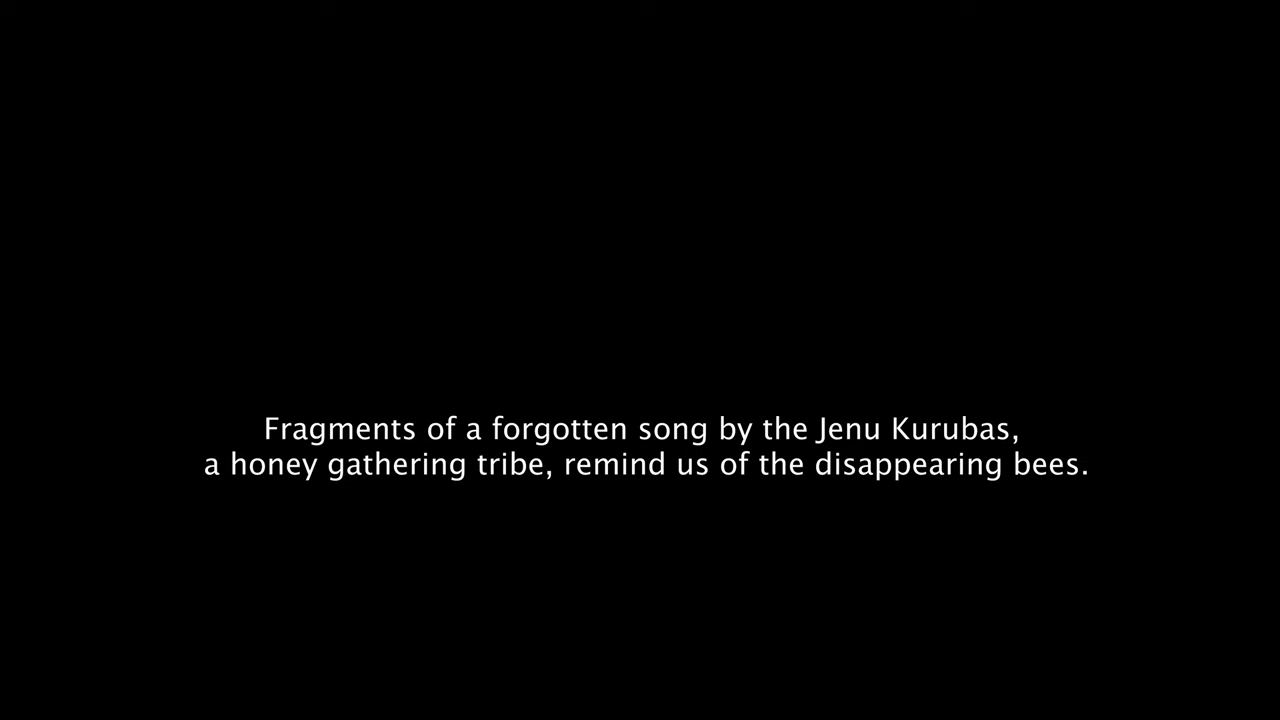 Fragments of a forgotten song by the Jenu Kurubas,
a honey gathering tribe, remind us of the disappearing bees.